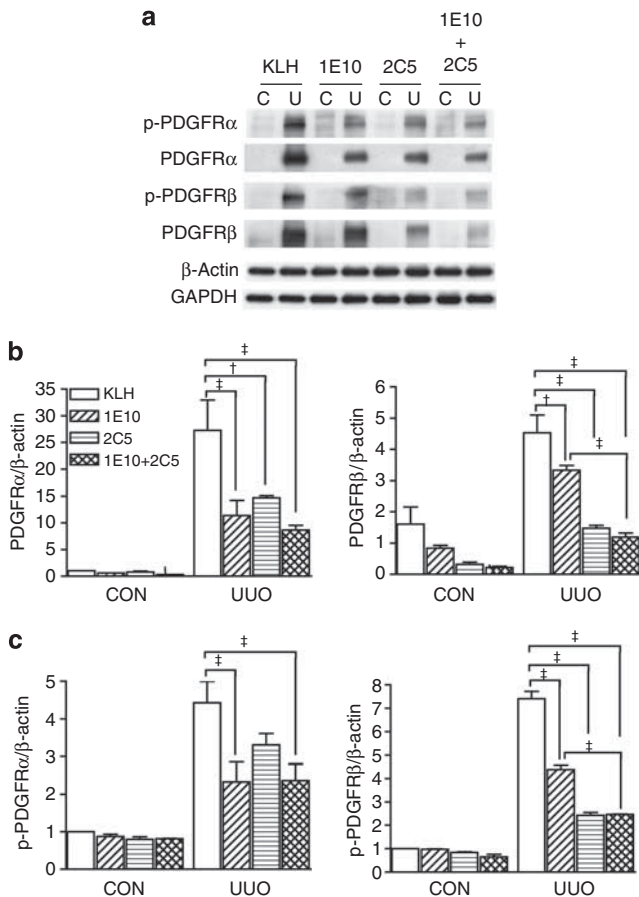 a
1E10
+
2C5
KLH 1E10 2C5
C U C U C U C U
p-PDGFRα
PDGFRα
p-PDGFRβ
PDGFRβ
β-Actin
GAPDH
b
PDGFRα/β-actin
35
30
25
20
15
10
5
0
KLH
1E10
2C5
1E10+2C5
‡
†
‡
CON UUO
PDGFRβ/β-actin
6
5
4
3
2
1
0
‡
‡
†
‡
CON UUO
c
p-PDGFRα/β-actin
5
4
3
2
1
0
‡
‡
CON UUO
p-PDGFRβ/β-actin
8
7
6
5
4
3
2
1
0
‡
‡
‡
‡
CON UUO